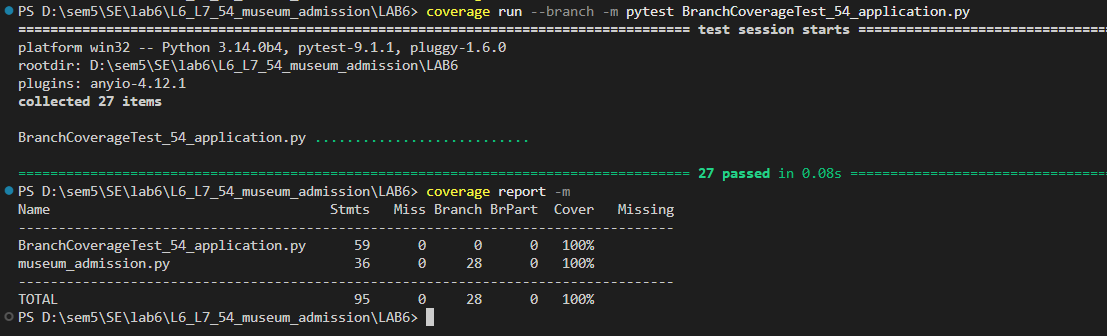 PS D:\sem5\SE\lab6\L6_L7_54_museum_admission\LAB6> coverage run --branch -m pytest BranchCoverageTest_54_application.py
==================================================================================== test session starts ================================
platform win32 -- Python 3.14.0b4, pytest-9.1.1, pluggy-1.6.0
rootdir: D:\sem5\SE\lab6\L6_L7_54_museum_admission\LAB6
plugins: anyio-4.12.1
collected 27 items
BranchCoverageTest_54_application.py ...........................
==================================================================================== 27 passed in 0.08s =================================
PS D:\sem5\SE\lab6\L6_L7_54_museum_admission\LAB6> coverage report -m
Name                                   Stmts   Miss Branch BrPart  Cover   Missing
----------------------------------------------------------------------------------
BranchCoverageTest_54_application.py      59      0      0      0   100%
museum_admission.py                       36      0     28      0   100%
----------------------------------------------------------------------------------
TOTAL                                     95      0     28      0   100%
PS D:\sem5\SE\lab6\L6_L7_54_museum_admission\LAB6>